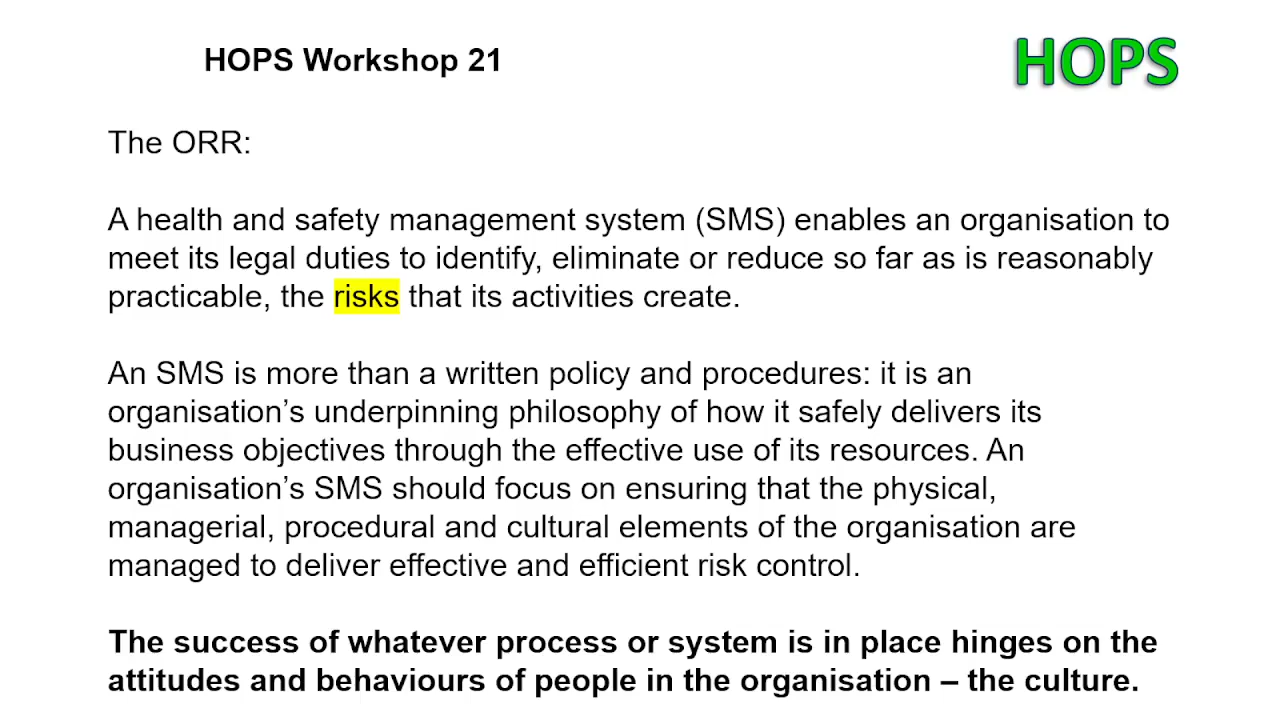 HOPS Workshop 21
HOPS
The ORR:
A health and safety management system (SMS) enables an organisation to
meet its legal duties to identify, eliminate or reduce so far as is reasonably
practicable, the risks that its activities create.
An SMS is more than a written policy and procedures: it is an
organisation’s underpinning philosophy of how it safely delivers its
business objectives through the effective use of its resources. An
organisation’s SMS should focus on ensuring that the physical,
managerial, procedural and cultural elements of the organisation are
managed to deliver effective and efficient risk control.
The success of whatever process or system is in place hinges on the
attitudes and behaviours of people in the organisation – the culture.